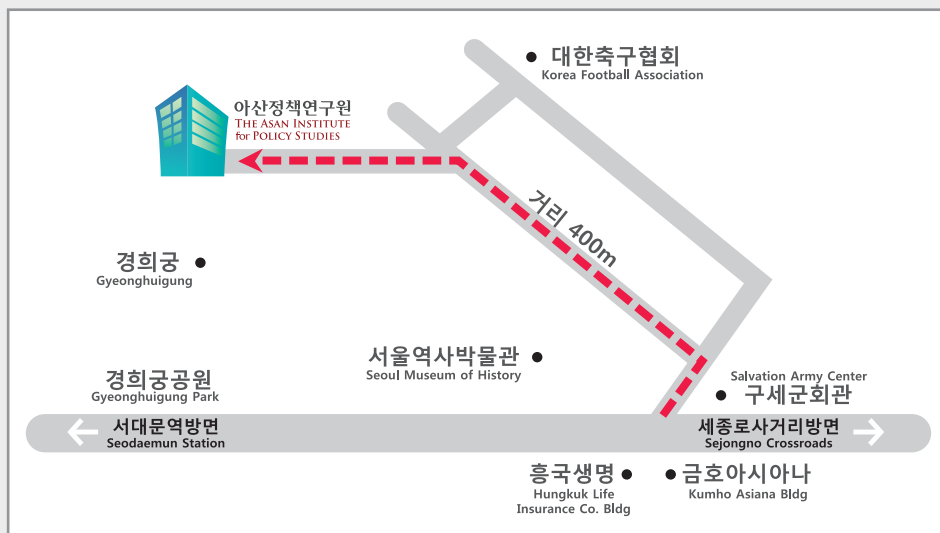 대한축구협회
Korea Football Association
아산정책연구원
THE ASAN INSTITUTE
for POLICY STUDIES
거리 400m
경희궁
Gyeonghuigung
서울역사박물관
Seoul Museum of History
Salvation Army Center
구세군회관
경희궁공원
Gyeonghuigung Park
서대문역방면
Seodaemun Station
세종로사거리방면
Sejongno Crossroads
흥국생명
Hungkuk Life
Insurance Co. Bldg
금호아시아나
Kumho Asiana Bldg